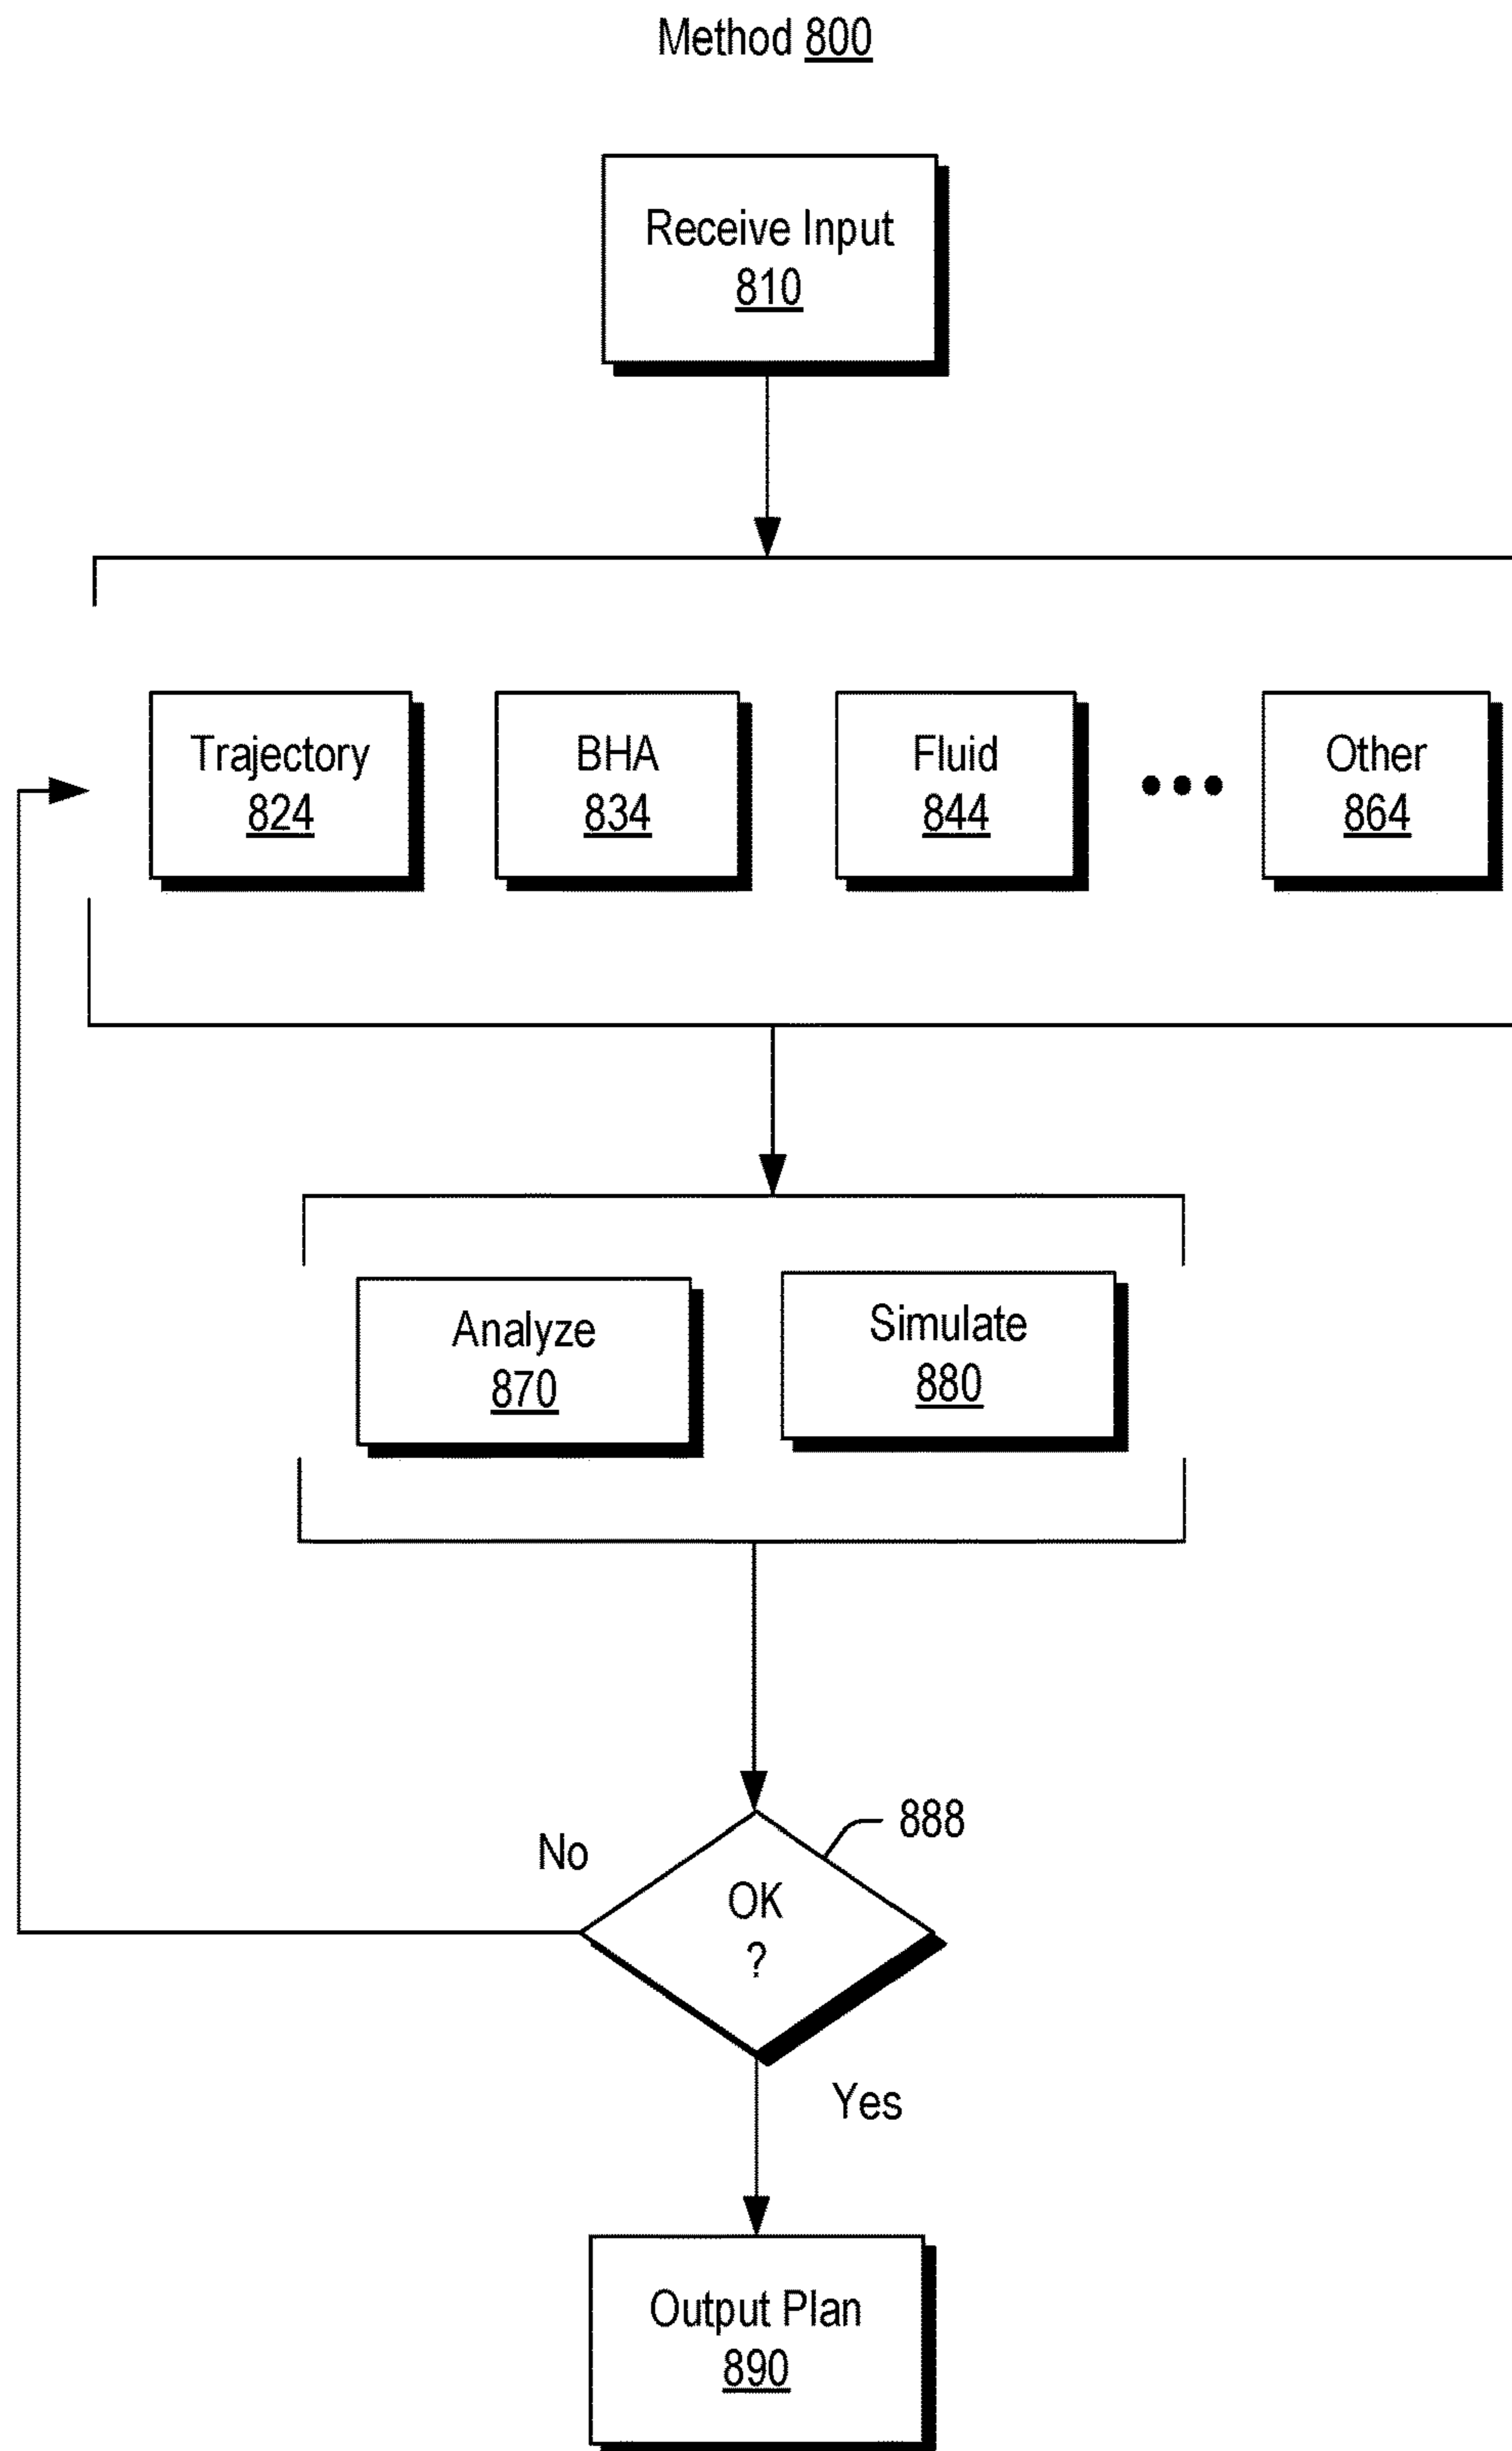 Method 800
Receive Input
810
Trajectory
824
BHA
834
Fluid
844
Other
864
Analyze
870
Simulate
880
888
No
OK
?
Yes
Output Plan
890